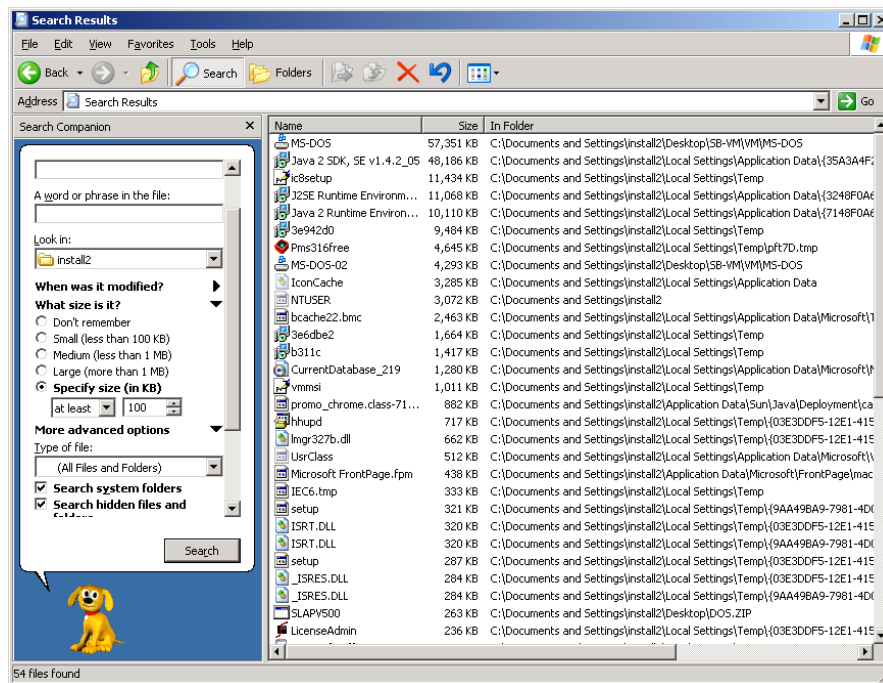 Search Results
File Edit View Favorites Tools Help
Back Search Folders
Address Search Results Go
Search Companion
A word or phrase in the file:
Look in:
install2
When was it modified?
What size is it?
Don't remember
Small (less than 100 KB)
Medium (less than 1 MB)
Large (more than 1 MB)
Specify size (in KB)
at least 100
More advanced options
Type of file:
(All Files and Folders)
Search system folders
Search hidden files and
Search
Name Size In Folder
MS-DOS 57,351 KB C:\Documents and Settings\install2\Desktop\SB-VM\VM\MS-DOS
Java 2 SDK, SE v1.4.2_05 48,186 KB C:\Documents and Settings\install2\Local Settings\Application Data\{35A3A4F2
ic8setup 11,434 KB C:\Documents and Settings\install2\Local Settings\Temp
J2SE Runtime Environm... 11,068 KB C:\Documents and Settings\install2\Local Settings\Application Data\{3248F0A6
Java 2 Runtime Environ... 10,110 KB C:\Documents and Settings\install2\Local Settings\Application Data\{7148F0A6
3e942d0 9,484 KB C:\Documents and Settings\install2\Local Settings\Temp
Pms316free 4,645 KB C:\Documents and Settings\install2\Local Settings\Temp\pft7D.tmp
MS-DOS-02 4,293 KB C:\Documents and Settings\install2\Desktop\SB-VM\VM\MS-DOS
IconCache 3,285 KB C:\Documents and Settings\install2\Local Settings\Application Data
NTUSER 3,072 KB C:\Documents and Settings\install2
bcache22.bmc 2,463 KB C:\Documents and Settings\install2\Local Settings\Application Data\Microsoft\
3e6dbe2 1,664 KB C:\Documents and Settings\install2\Local Settings\Temp
b311c 1,417 KB C:\Documents and Settings\install2\Local Settings\Temp
CurrentDatabase_219 1,280 KB C:\Documents and Settings\install2\Local Settings\Application Data\Microsoft\
vmmsi 1,011 KB C:\Documents and Settings\install2\Local Settings\Temp
promo_chrome.class-71... 882 KB C:\Documents and Settings\install2\Application Data\Sun\Java\Deployment\ca
hhupd 717 KB C:\Documents and Settings\install2\Local Settings\Temp\{03E3DDF5-12E1-415
lmgr327b.dll 662 KB C:\Documents and Settings\install2\Local Settings\Temp\{03E3DDF5-12E1-415
UsrClass 512 KB C:\Documents and Settings\install2\Local Settings\Application Data\Microsoft\
Microsoft FrontPage.fpm 438 KB C:\Documents and Settings\install2\Application Data\Microsoft\FrontPage\mac
IEC6.tmp 333 KB C:\Documents and Settings\install2\Local Settings\Temp
setup 321 KB C:\Documents and Settings\install2\Local Settings\Temp\{9AA49BA9-7981-4D0
ISRT.DLL 320 KB C:\Documents and Settings\install2\Local Settings\Temp\{03E3DDF5-12E1-415
ISRT.DLL 320 KB C:\Documents and Settings\install2\Local Settings\Temp\{9AA49BA9-7981-4D0
setup 287 KB C:\Documents and Settings\install2\Local Settings\Temp\{03E3DDF5-12E1-415
_ISRES.DLL 284 KB C:\Documents and Settings\install2\Local Settings\Temp\{03E3DDF5-12E1-415
_ISRES.DLL 284 KB C:\Documents and Settings\install2\Local Settings\Temp\{9AA49BA9-7981-4D0
SLAPV500 263 KB C:\Documents and Settings\install2\Desktop\DOS.ZIP
LicenseAdmin 236 KB C:\Documents and Settings\install2\Local Settings\Temp\{03E3DDF5-12E1-415
54 files found